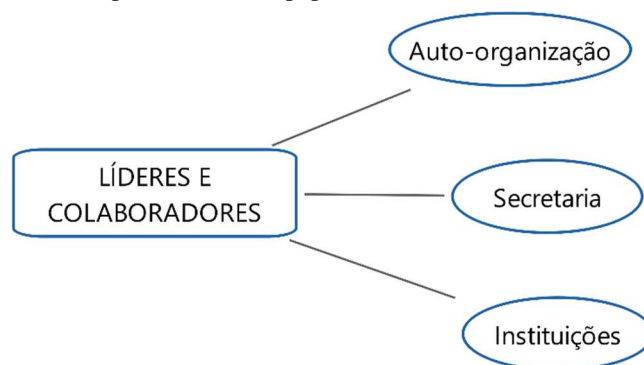 Auto-organização
LÍDERES E
COLABORADORES
Secretaria
Instituições